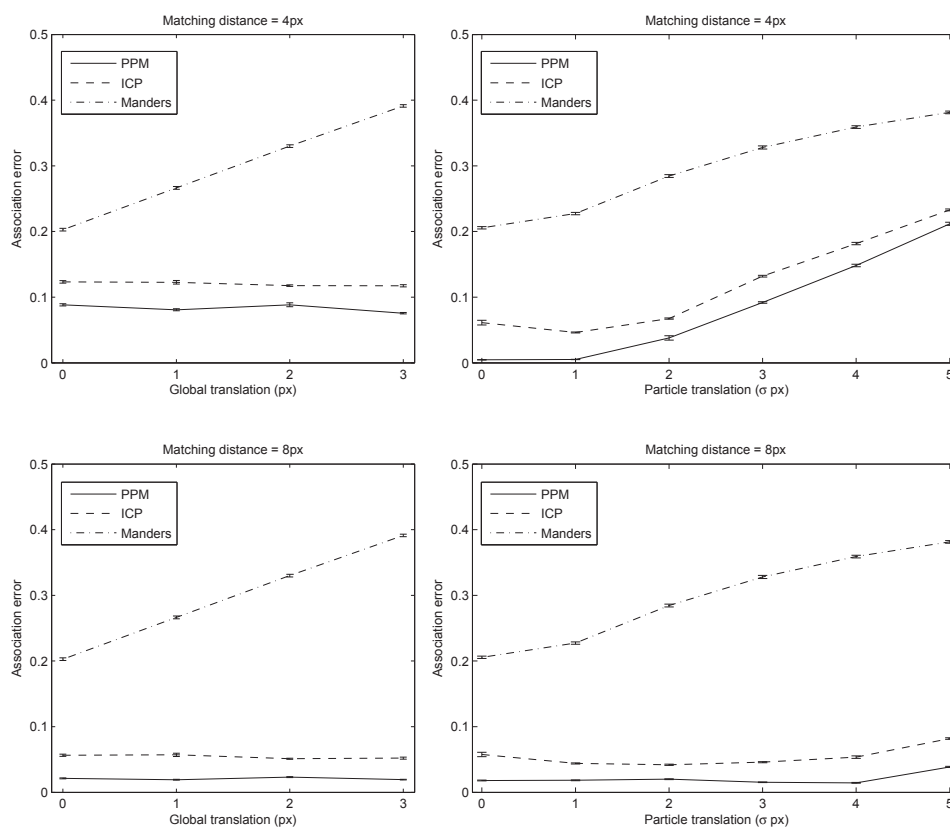 Matching distance = 4px
0.5
0.4
0.3
0.2
0.1
0
Association error
PPM
ICP
Manders
0 1 2 3
Global translation (px)
Matching distance = 4px
0.5
0.4
0.3
0.2
0.1
0
Association error
PPM
ICP
Manders
0 1 2 3 4 5
Particle translation (σ px)
Matching distance = 8px
0.5
0.4
0.3
0.2
0.1
0
Association error
PPM
ICP
Manders
0 1 2 3
Global translation (px)
Matching distance = 8px
0.5
0.4
0.3
0.2
0.1
0
Association error
PPM
ICP
Manders
0 1 2 3 4 5
Particle translation (σ px)